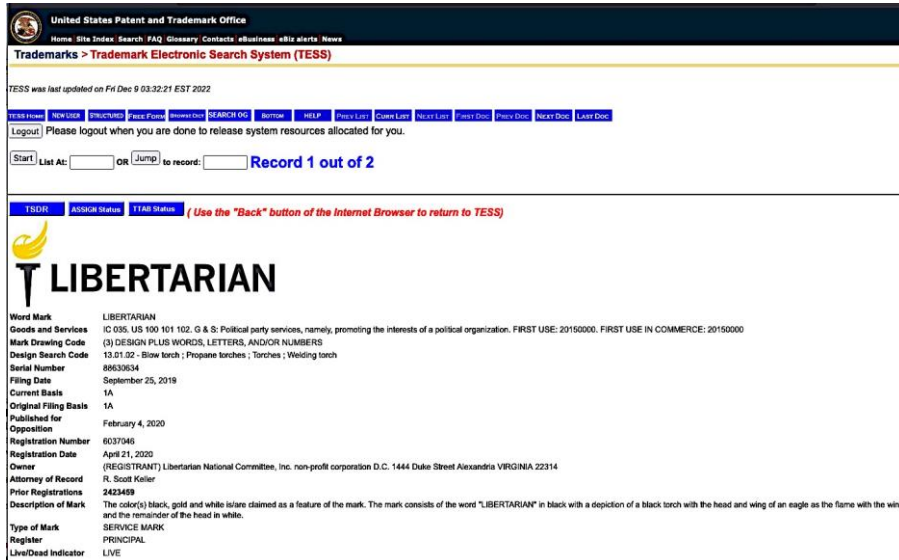 United States Patent and Trademark Office
Home Site Index Search FAQ Glossary Contacts eBusiness eBiz alerts News
Trademarks > Trademark Electronic Search System (TESS)
TESS was last updated on Fri Dec 9 03:32:21 EST 2022
TESS HOME NEW USER STRUCTURED FREE FORM BROWSE DICT SEARCH OG BOTTOM HELP PREV LIST CURR LIST NEXT LIST FIRST DOC PREV DOC NEXT DOC LAST DOC
Logout Please logout when you are done to release system resources allocated for you.
Start List At: OR Jump to record: Record 1 out of 2
TSDR ASSIGN Status TTAB Status ( Use the "Back" button of the Internet Browser to return to TESS)
LIBERTARIAN
Word Mark LIBERTARIAN
Goods and Services IC 035. US 100 101 102. G & S: Political party services, namely, promoting the interests of a political organization. FIRST USE: 20150000. FIRST USE IN COMMERCE: 20150000
Mark Drawing Code (3) DESIGN PLUS WORDS, LETTERS, AND/OR NUMBERS
Design Search Code 13.01.02 - Blow torch ; Propane torches ; Torches ; Welding torch
Serial Number 88630634
Filing Date September 25, 2019
Current Basis 1A
Original Filing Basis 1A
Published for Opposition February 4, 2020
Registration Number 6037046
Registration Date April 21, 2020
Owner (REGISTRANT) Libertarian National Committee, Inc. non-profit corporation D.C. 1444 Duke Street Alexandria VIRGINIA 22314
Attorney of Record R. Scott Keller
Prior Registrations 2423459
Description of Mark The color(s) black, gold and white is/are claimed as a feature of the mark. The mark consists of the word "LIBERTARIAN" in black with a depiction of a black torch with the head and wing of an eagle as the flame with the win
and the remainder of the head in white.
Type of Mark SERVICE MARK
Register PRINCIPAL
Live/Dead Indicator LIVE